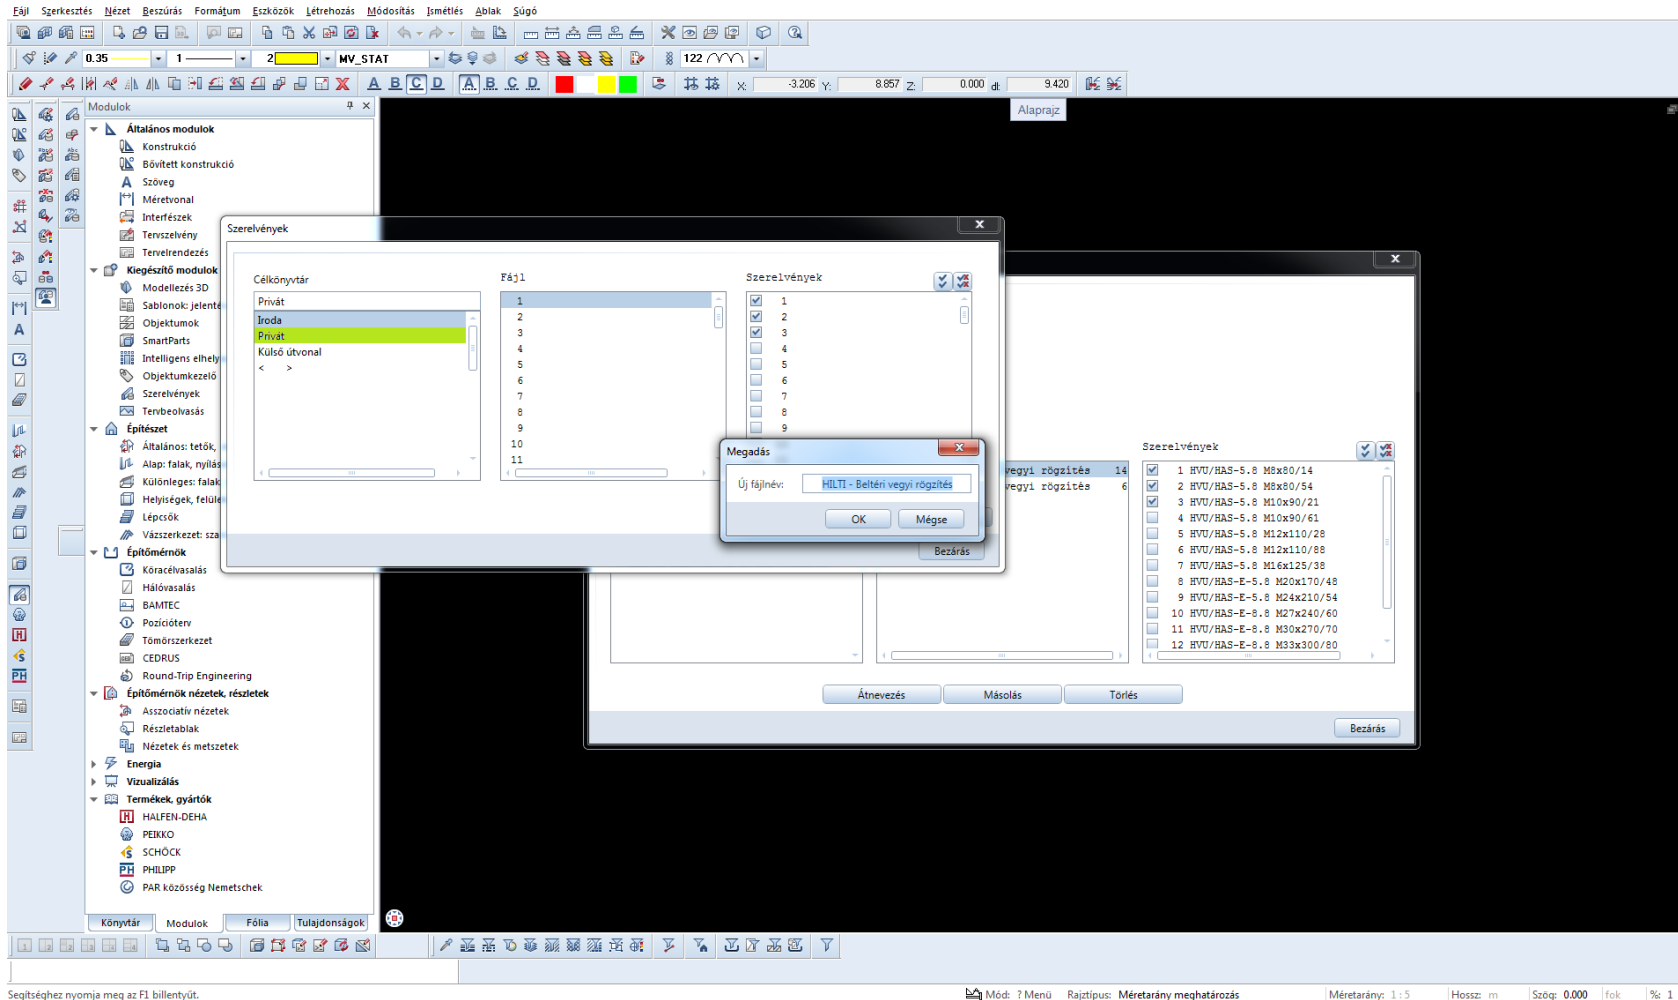 Fájl Szerkesztés Nézet Beszúrás Formátum Eszközök Létrehozás Módosítás Ismétlés Ablak Súgó
0.35 1 2 MV_STAT 122
A B C D A B C D X: -3.206 Y: 8.857 Z: 0.000 dl: 9.420
Alaprajz
Modulok
Általános modulok
Konstrukció
Bővített konstrukció
Szöveg
Méretvonal
Interfészek
Tervszelvény
Tervelrendezés
Kiegészítő modulok
Modellezés 3D
Sablonok: jelenté
Objektumok
SmartParts
Intelligens elhely
Objektumkezelő
Szerelvények
Tervbeolvasás
Építészet
Általános: tetők,
Alap: falak, nyílás
Különleges: falak
Helyiségek, felüle
Lépcsők
Vázszerkezet: sza
Építőmérnök
Köracélvasalás
Hálóvasalás
BAMTEC
Pozícióterv
Tömörszerkezet
CEDRUS
Round-Trip Engineering
Építőmérnök nézetek, részletek
Asszociatív nézetek
Részletablak
Nézetek és metszetek
Energia
Vizualizálás
Termékek, gyártók
HALFEN-DEHA
PEIKKO
SCHÖCK
PHILIPP
PAR közösség Nemetschek
Könyvtár Modulok Fólia Tulajdonságok
Szerelvények
Célkönyvtár
Privát
Iroda
Privát
Külső útvonal
< >
Fájl
1
2
3
4
5
6
7
8
9
10
11
Szerelvények
1
2
3
4
5
6
7
8
9
Bezárás
Megadás
Új fájlnév: HILTI - Beltéri vegyi rögzítés
OK Mégse
vegyi rögzítés 14
vegyi rögzítés 6
Szerelvények
1 HVU/HAS-5.8 M8x80/14
2 HVU/HAS-5.8 M8x80/54
3 HVU/HAS-5.8 M10x90/21
4 HVU/HAS-5.8 M10x90/61
5 HVU/HAS-5.8 M12x110/28
6 HVU/HAS-5.8 M12x110/88
7 HVU/HAS-5.8 M16x125/38
8 HVU/HAS-E-5.8 M20x170/48
9 HVU/HAS-E-5.8 M24x210/54
10 HVU/HAS-E-8.8 M27x240/60
11 HVU/HAS-E-8.8 M30x270/70
12 HVU/HAS-E-8.8 M33x300/80
Átnevezés Másolás Törlés
Bezárás
Segítséghez nyomja meg az F1 billentyűt. Mód: ? Menü Rajztípus: Méretarány meghatározás Méretarány: 1 : 5 Hossz: m Szög: 0.000 fok %: 1